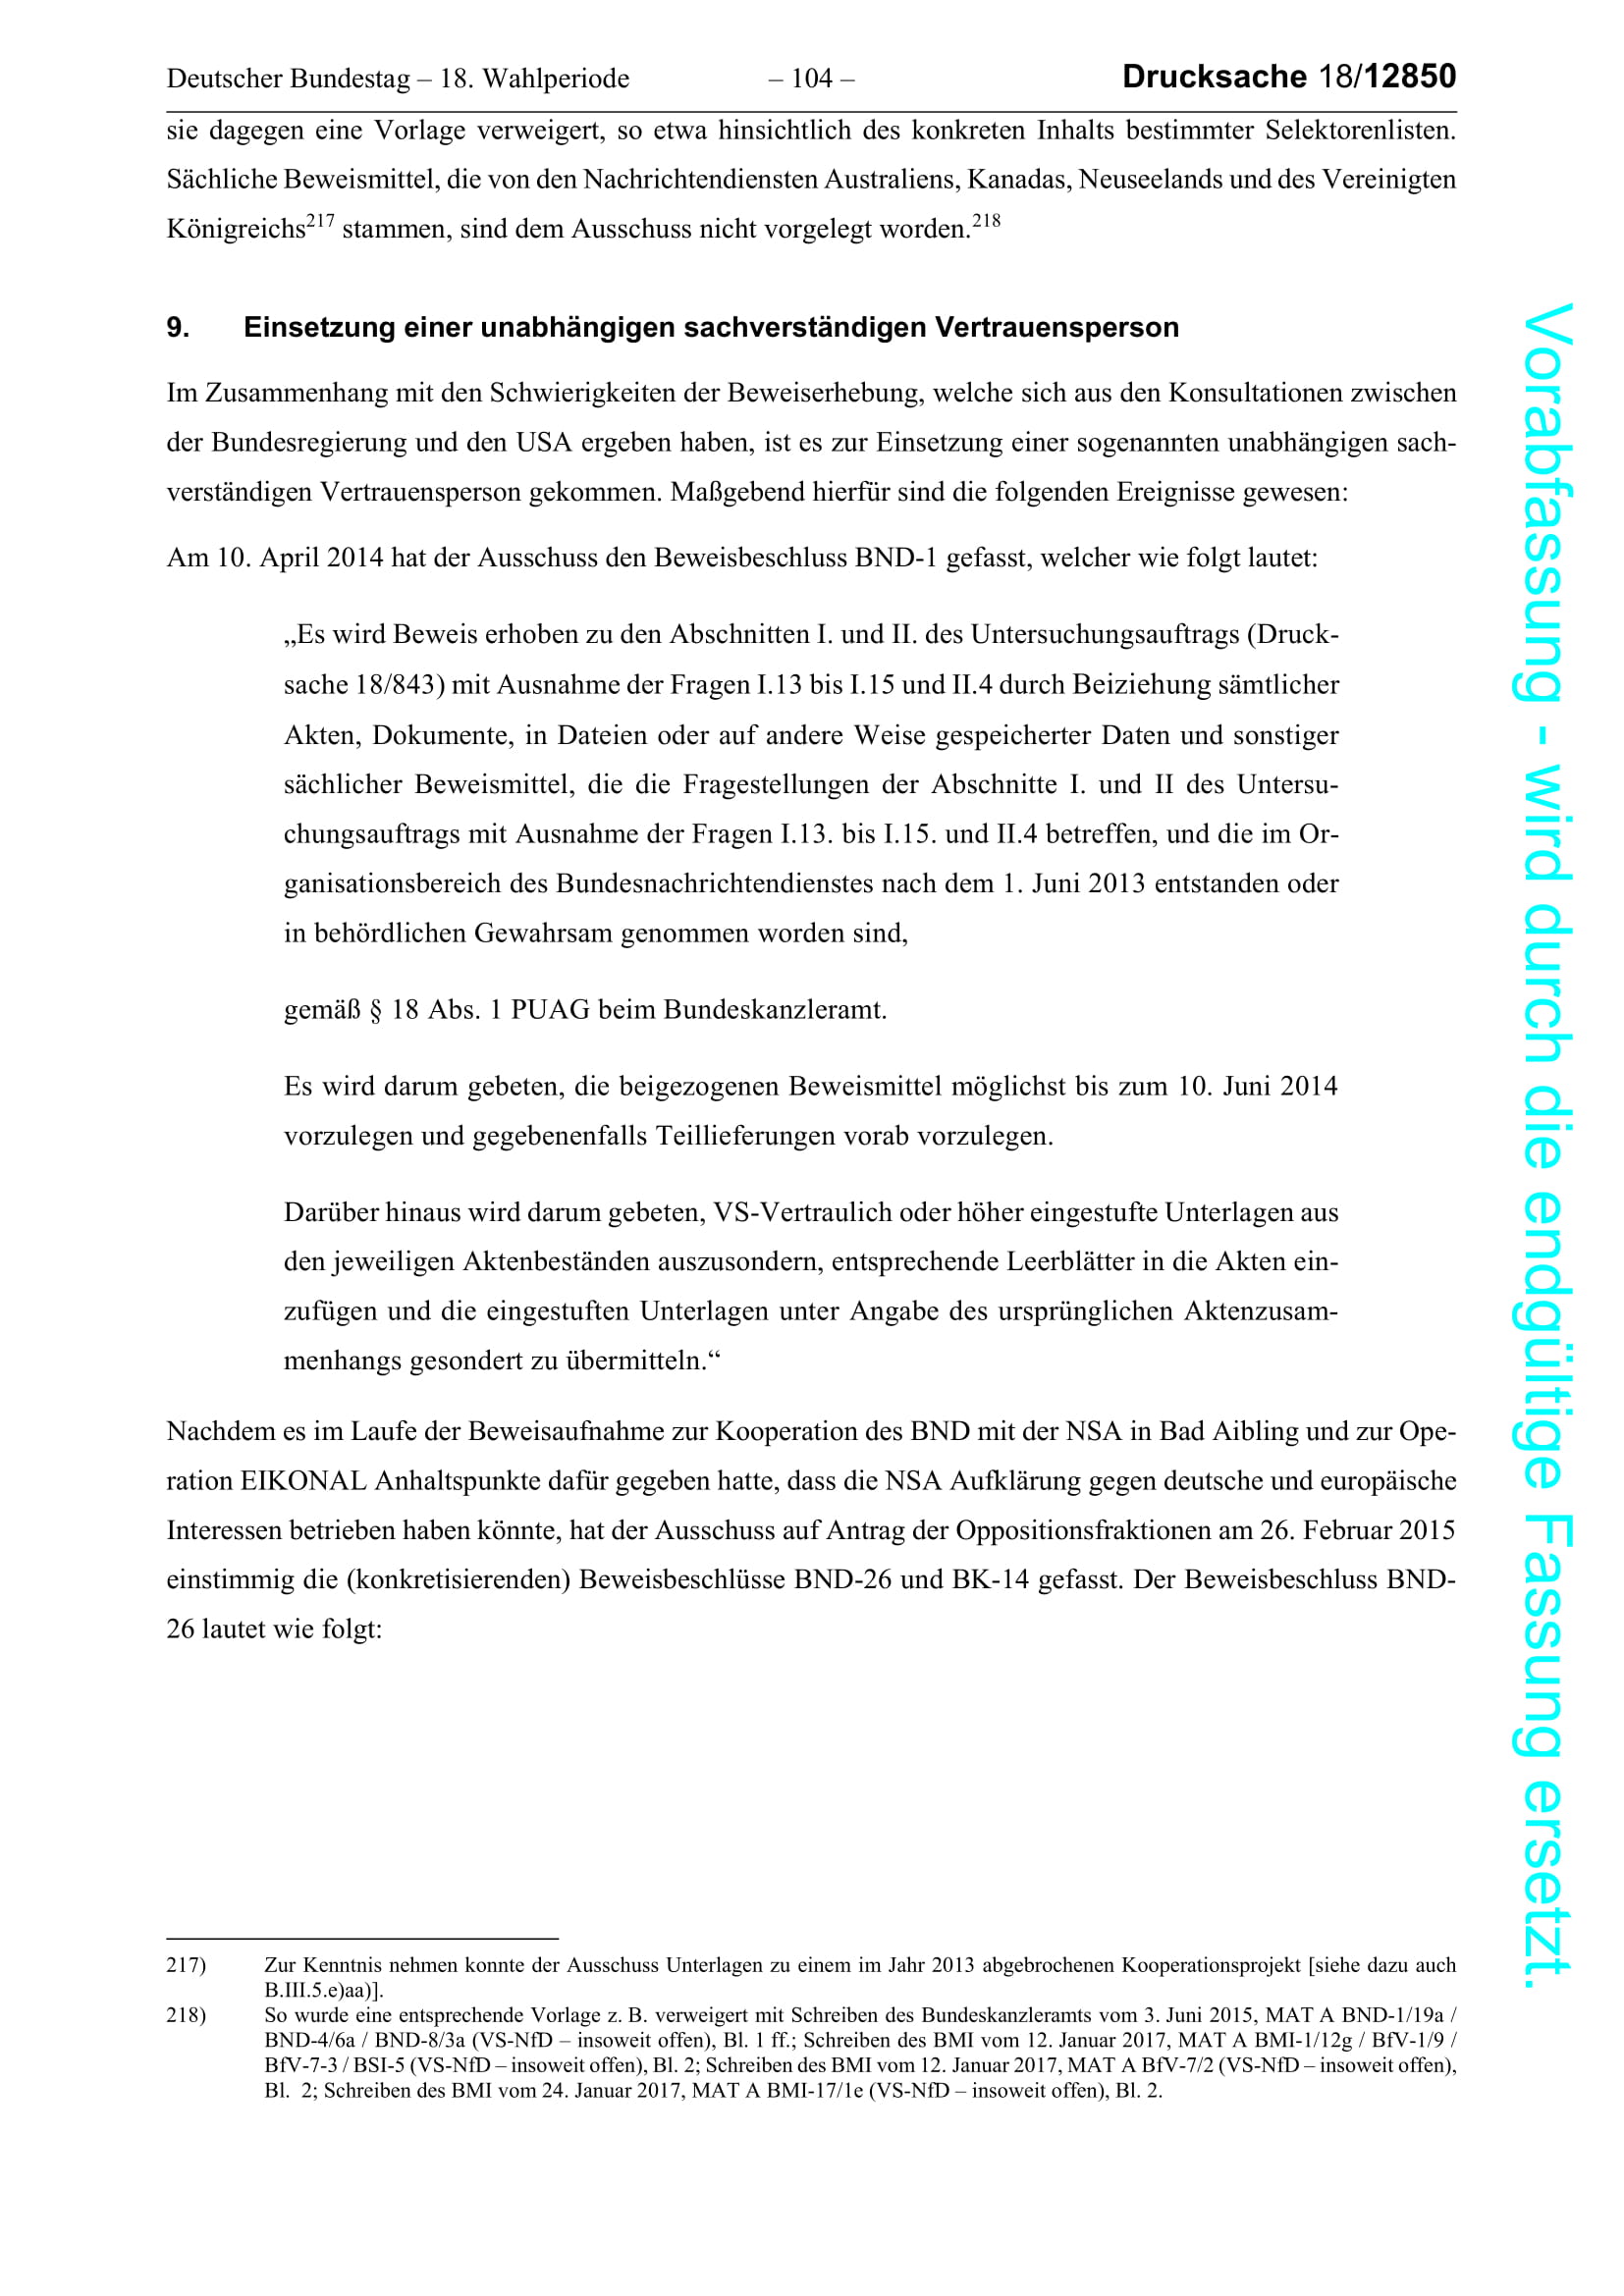 Deutscher Bundestag – 18. Wahlperiode – 104 – Drucksache 18/12850
sie dagegen eine Vorlage verweigert, so etwa hinsichtlich des konkreten Inhalts bestimmter Selektorenlisten.
Sächliche Beweismittel, die von den Nachrichtendiensten Australiens, Kanadas, Neuseelands und des Vereinigten
Königreichs217 stammen, sind dem Ausschuss nicht vorgelegt worden.218
9. Einsetzung einer unabhängigen sachverständigen Vertrauensperson
Im Zusammenhang mit den Schwierigkeiten der Beweiserhebung, welche sich aus den Konsultationen zwischen
der Bundesregierung und den USA ergeben haben, ist es zur Einsetzung einer sogenannten unabhängigen sach-
verständigen Vertrauensperson gekommen. Maßgebend hierfür sind die folgenden Ereignisse gewesen:
Am 10. April 2014 hat der Ausschuss den Beweisbeschluss BND-1 gefasst, welcher wie folgt lautet:
„Es wird Beweis erhoben zu den Abschnitten I. und II. des Untersuchungsauftrags (Druck-
sache 18/843) mit Ausnahme der Fragen I.13 bis I.15 und II.4 durch Beiziehung sämtlicher
Akten, Dokumente, in Dateien oder auf andere Weise gespeicherter Daten und sonstiger
sächlicher Beweismittel, die die Fragestellungen der Abschnitte I. und II des Untersu-
chungsauftrags mit Ausnahme der Fragen I.13. bis I.15. und II.4 betreffen, und die im Or-
ganisationsbereich des Bundesnachrichtendienstes nach dem 1. Juni 2013 entstanden oder
in behördlichen Gewahrsam genommen worden sind,
gemäß § 18 Abs. 1 PUAG beim Bundeskanzleramt.
Es wird darum gebeten, die beigezogenen Beweismittel möglichst bis zum 10. Juni 2014
vorzulegen und gegebenenfalls Teillieferungen vorab vorzulegen.
Darüber hinaus wird darum gebeten, VS-Vertraulich oder höher eingestufte Unterlagen aus
den jeweiligen Aktenbeständen auszusondern, entsprechende Leerblätter in die Akten ein-
zufügen und die eingestuften Unterlagen unter Angabe des ursprünglichen Aktenzusam-
menhangs gesondert zu übermitteln.“
Nachdem es im Laufe der Beweisaufnahme zur Kooperation des BND mit der NSA in Bad Aibling und zur Ope-
ration EIKONAL Anhaltspunkte dafür gegeben hatte, dass die NSA Aufklärung gegen deutsche und europäische
Interessen betrieben haben könnte, hat der Ausschuss auf Antrag der Oppositionsfraktionen am 26. Februar 2015
einstimmig die (konkretisierenden) Beweisbeschlüsse BND-26 und BK-14 gefasst. Der Beweisbeschluss BND-
26 lautet wie folgt:
217) Zur Kenntnis nehmen konnte der Ausschuss Unterlagen zu einem im Jahr 2013 abgebrochenen Kooperationsprojekt [siehe dazu auch
B.III.5.e)aa)].
218) So wurde eine entsprechende Vorlage z. B. verweigert mit Schreiben des Bundeskanzleramts vom 3. Juni 2015, MAT A BND-1/19a /
BND-4/6a / BND-8/3a (VS-NfD – insoweit offen), Bl. 1 ff.; Schreiben des BMI vom 12. Januar 2017, MAT A BMI-1/12g / BfV-1/9 /
BfV-7-3 / BSI-5 (VS-NfD – insoweit offen), Bl. 2; Schreiben des BMI vom 12. Januar 2017, MAT A BfV-7/2 (VS-NfD – insoweit offen),
Bl. 2; Schreiben des BMI vom 24. Januar 2017, MAT A BMI-17/1e (VS-NfD – insoweit offen), Bl. 2.
Vorabfassung - wird durch die endgültige Fassung ersetzt.